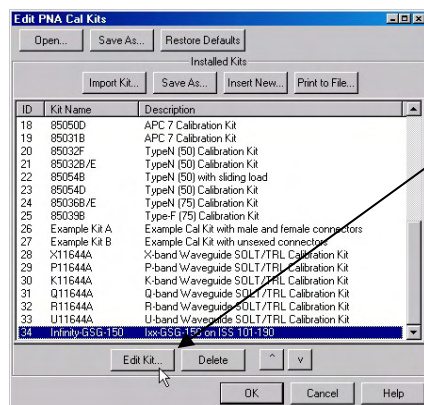 Edit PNA Cal Kits
Open... Save As... Restore Defaults
Installed Kits
Import Kit... Save As... Insert New... Print to File...
ID Kit Name Description
18 85050D APC 7 Calibration Kit
19 85031B APC 7 Calibration Kit
20 85032F TypeN (50) Calibration Kit
21 85032B/E TypeN (50) Calibration Kit
22 85054B TypeN (50) with sliding load
23 85054D TypeN (50) Calibration Kit
24 85036B/E TypeN (75) Calibration Kit
25 85039B Type-F (75) Calibration Kit
26 Example Kit A Example Cal Kit with male and female connectors
27 Example Kit B Example Cal Kit with unsexed connectors
28 X11644A X-band Waveguide SOLT/TRL Calibration Kit
29 P11644A P-band Waveguide SOLT/TRL Calibration Kit
30 K11644A K-band Waveguide SOLT/TRL Calibration Kit
31 Q11644A Q-band Waveguide SOLT/TRL Calibration Kit
32 R11644A R-band Waveguide SOLT/TRL Calibration Kit
33 U11644A U-band Waveguide SOLT/TRL Calibration Kit
34 Infinity-GSG-150 Ixx-GSG-150 on ISS 101-190
Edit Kit... Delete ^ v
OK Cancel Help